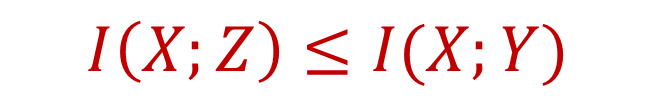 I(X; Z) ≤ I(X; Y)